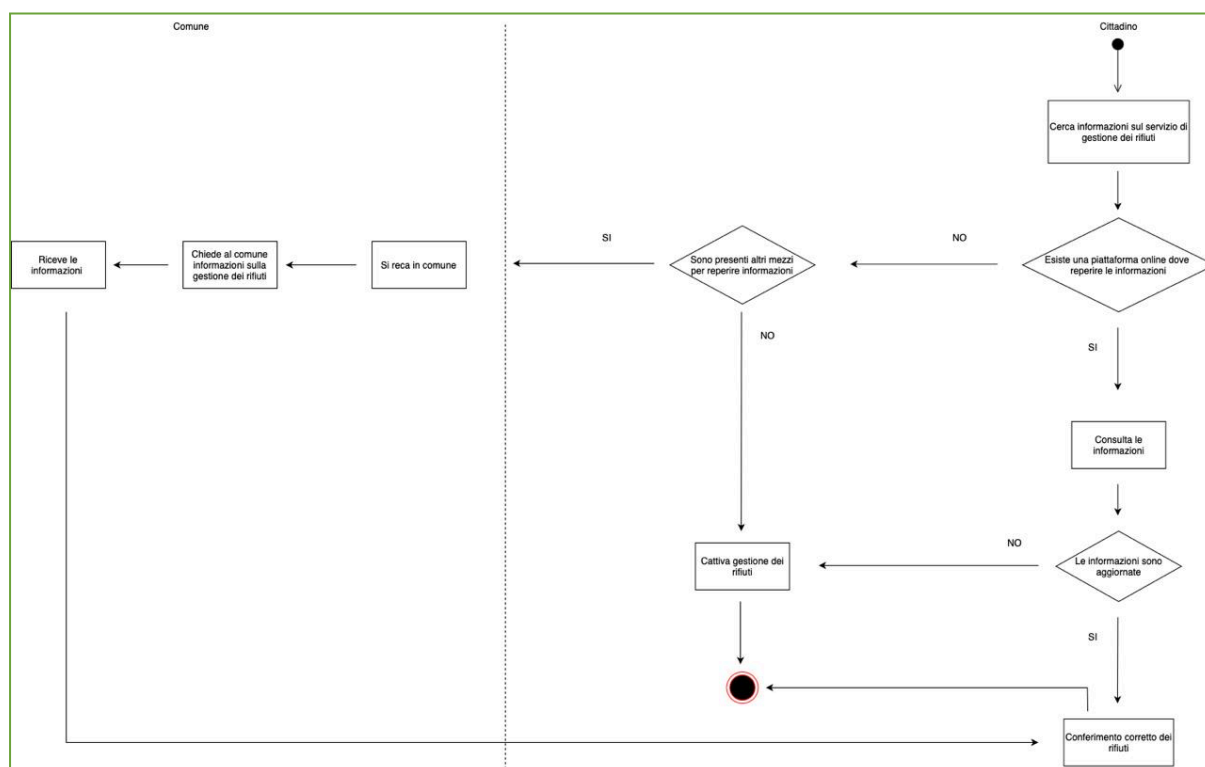 Comune
Cittadino
Cerca informazioni sul servizio di
gestione dei rifiuti
Esiste una piattaforma online dove
reperire le informazioni
NO
SI
Sono presenti altri mezzi
per reperire informazioni
SI
NO
Si reca in comune
Chiede al comune
informazioni sulla
gestione dei rifiuti
Riceve le
informazioni
Consulta le
informazioni
Le informazioni sono
aggiornate
NO
SI
Cattiva gestione dei
rifiuti
Conferimento corretto dei
rifiuti